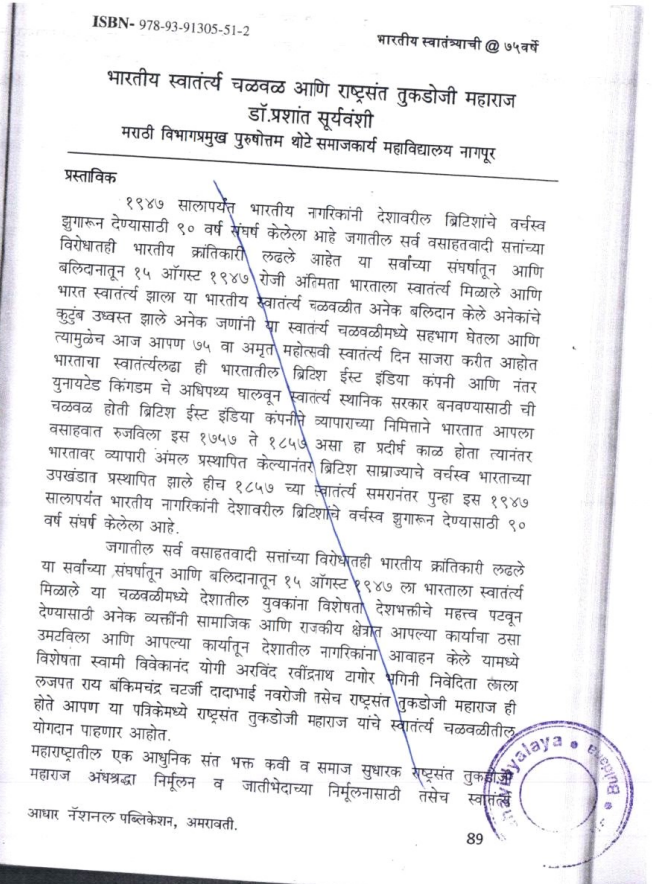 ISBN- 978-93-91305-51-2
भारतीय स्वातंत्र्याची @ ७५वर्षे
भारतीय स्वातंर्त्य चळवळ आणि राष्ट्रसंत तुकडोजी महाराज
डॉ.प्रशांत सूर्यवंशी
मराठी विभागप्रमुख पुरुषोत्तम थोटे समाजकार्य महाविद्यालय नागपूर
प्रस्ताविक
१९४७ सालापर्यंत भारतीय नागरिकांनी देशावरील ब्रिटिशांचे वर्चस्व
झुगारून देण्यासाठी ९० वर्ष संघर्ष केलेला आहे जगातील सर्व वसाहतवादी सत्तांच्या
विरोधातही भारतीय क्रांतिकारी लढले आहेत या सर्वांच्या संघर्षातून आणि
बलिदानातून १५ ऑगस्ट १९४७ रोजी अंतिमता भारताला स्वातंर्त्य मिळाले आणि
भारत स्वातंर्त्य झाला या भारतीय स्वातंर्त्य चळवळीत अनेक बलिदान केले अनेकांचे
कुटुंब उध्वस्त झाले अनेक जणांनी या स्वातंर्त्य चळवळीमध्ये सहभाग घेतला आणि
त्यामुळेच आज आपण ७५ वा अमृत महोत्सवी स्वातंर्त्य दिन साजरा करीत आहोत
भारताचा स्वातंर्त्यलढा ही भारतातील ब्रिटिश ईस्ट इंडिया कंपनी आणि नंतर
युनायटेड किंगडम चे अधिपथ्य घालवून स्वातंर्त्य स्थानिक सरकार बनवण्यासाठी ची
चळवळ होती ब्रिटिश ईस्ट इंडिया कंपनीने व्यापाराच्या निमित्ताने भारतात आपला
वसाहवात रुजविला इस १७५७ ते १८५७ असा हा प्रदीर्घ काळ होता त्यानंतर
भारतावर व्यापारी अंमल प्रस्थापित केल्यानंतर ब्रिटिश साम्राज्याचे वर्चस्व भारताच्या
उपखंडात प्रस्थापित झाले हीच १८५७ च्या स्वातंर्त्य समरानंतर पुन्हा इस १९४७
सालापर्यंत भारतीय नागरिकांनी देशावरील ब्रिटिशांचे वर्चस्व झुगारून देण्यासाठी ९०
वर्ष संघर्ष केलेला आहे.
जगातील सर्व वसाहतवादी सत्तांच्या विरोधातही भारतीय क्रांतिकारी लढले
या सर्वांच्या संघर्षातून आणि बलिदानातून १५ ऑगस्ट १९४७ ला भारताला स्वातंर्त्य
मिळाले या चळवळीमध्ये देशातील युवकांना विशेषता देशभक्तीचे महत्त्व पटवून
देण्यासाठी अनेक व्यक्तींनी सामाजिक आणि राजकीय क्षेत्रात आपल्या कार्याचा ठसा
उमटविला आणि आपल्या कार्यातून देशातील नागरिकांना आवाहन केले यामध्ये
विशेषता स्वामी विवेकानंद योगी अरविंद रवींद्रनाथ टागोर भगिनी निवेदिता लाला
लजपत राय बंकिमचंद्र चटर्जी दादाभाई नवरोजी तसेच राष्ट्रसंत तुकडोजी महाराज ही
होते आपण या पत्रिकेमध्ये राष्ट्रसंत तुकडोजी महाराज यांचे स्वातंर्त्य चळवळीतील
योगदान पाहणार आहोत.
महाराष्ट्रातील एक आधुनिक संत भक्त कवी व समाज सुधारक राष्ट्रसंत तुकडोजी
महाराज अंधश्रद्धा निर्मूलन व जातीभेदाच्या निर्मूलनासाठी तसेच स्वातंर्त्य
आधार नॅशनल पब्लिकेशन, अमरावती.
89